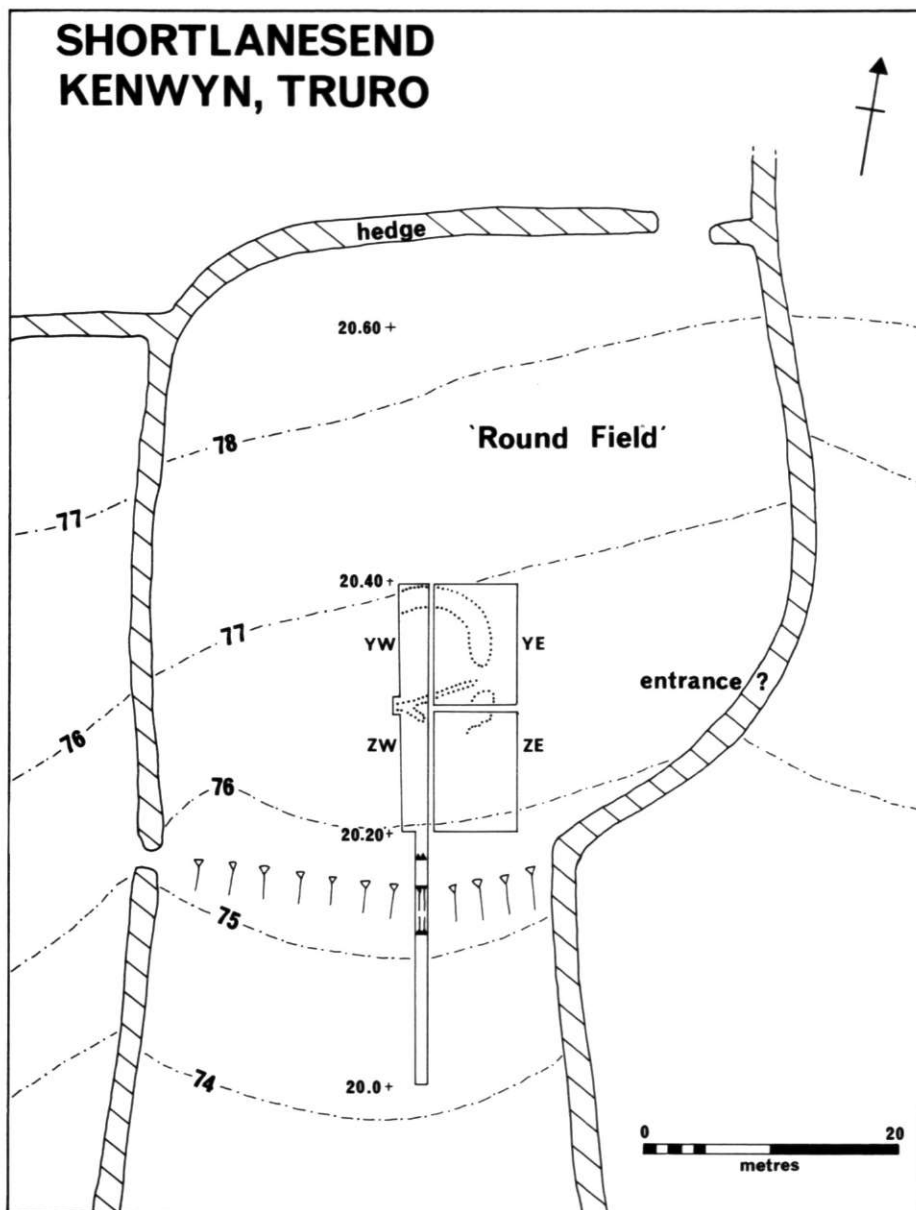 SHORTLANESEND
KENWYN, TRURO
hedge
20.60 +
78
'Round Field'
77
20.40 +
77
YW
YE
entrance ?
76
ZW
ZE
76
20.20 +
75
74
20.0 +
0 20
metres